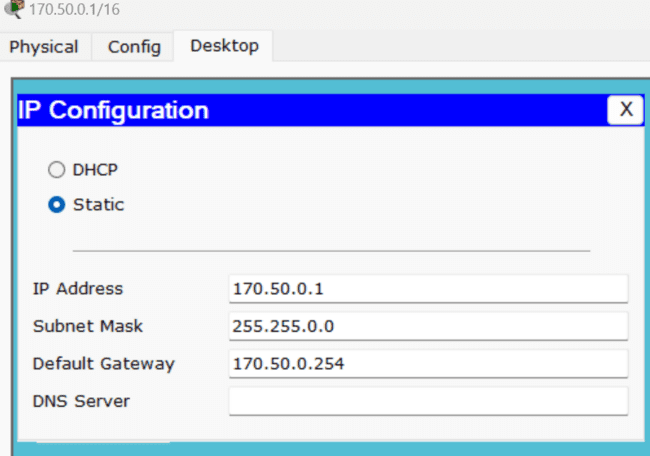 170.50.0.1/16
Physical Config Desktop
IP Configuration X
DHCP
Static
IP Address 170.50.0.1
Subnet Mask 255.255.0.0
Default Gateway 170.50.0.254
DNS Server